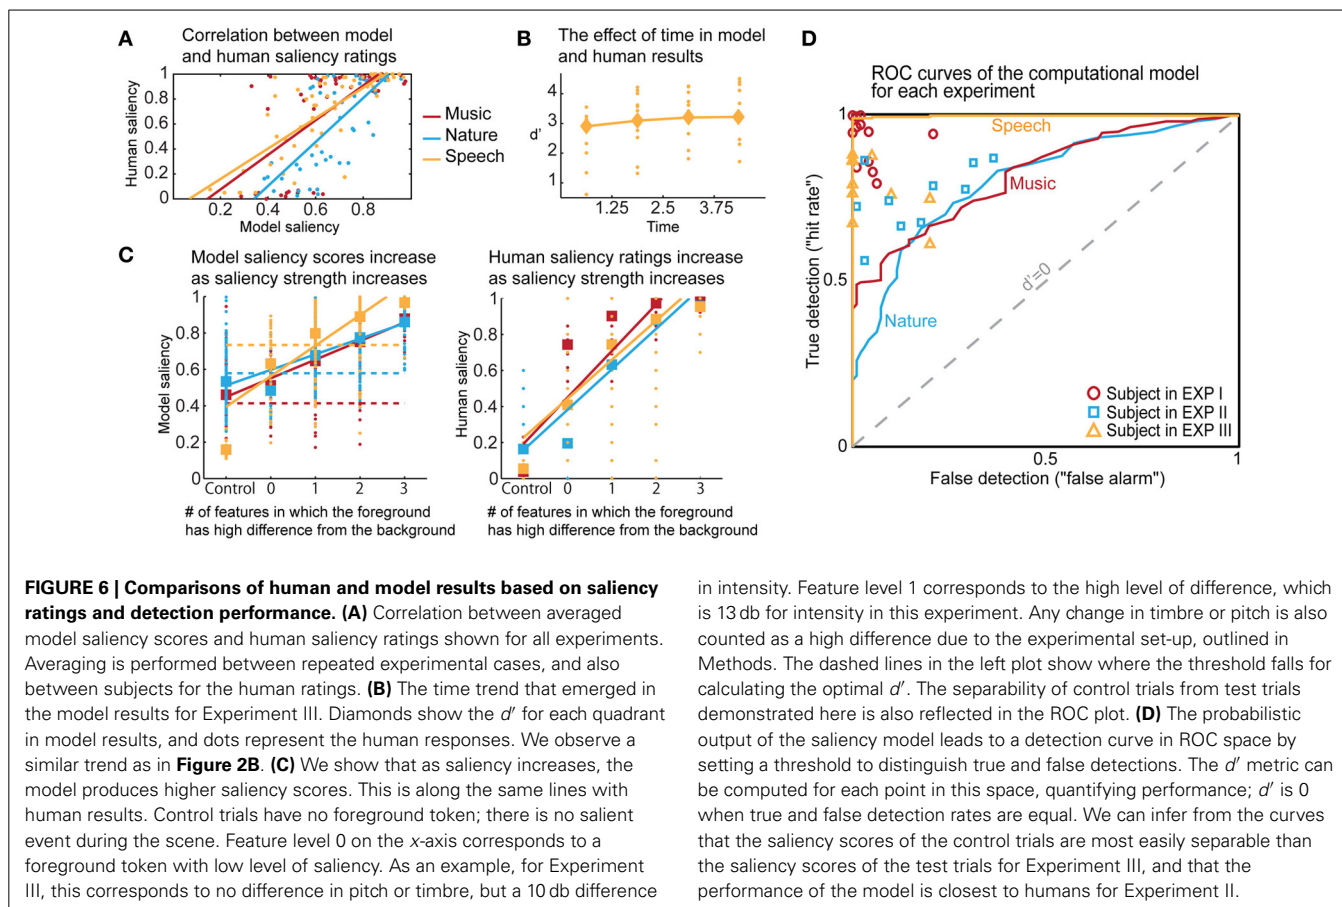 A
Correlation between model
and human saliency ratings
Human saliency
1
0.8
0.6
0.4
0.2
0
0.2
0.4
0.6
0.8
Model saliency
Music
Nature
Speech
B
The effect of time in model
and human results
d'
4
3
2
1
1.25
2.5
3.75
Time
C
Model saliency scores increase
as saliency strength increases
Model saliency
1
0.8
0.6
0.4
0.2
0
Control
0
1
2
3
# of features in which the foreground
has high difference from the background
Human saliency ratings increase
as saliency strength increases
Human saliency
1
0.8
0.6
0.4
0.2
0
Control
0
1
2
3
# of features in which the foreground
has high difference from the background
D
ROC curves of the computational model
for each experiment
True detection ("hit rate")
1
0.5
0
Speech
Music
Nature
d'=0
Subject in EXP I
Subject in EXP II
Subject in EXP III
0.5
1
False detection ("false alarm")
FIGURE 6 | Comparisons of human and model results based on saliency
ratings and detection performance. (A) Correlation between averaged
model saliency scores and human saliency ratings shown for all experiments.
Averaging is performed between repeated experimental cases, and also
between subjects for the human ratings. (B) The time trend that emerged in
the model results for Experiment III. Diamonds show the d′ for each quadrant
in model results, and dots represent the human responses. We observe a
similar trend as in Figure 2B. (C) We show that as saliency increases, the
model produces higher saliency scores. This is along the same lines with
human results. Control trials have no foreground token; there is no salient
event during the scene. Feature level 0 on the x-axis corresponds to a
foreground token with low level of saliency. As an example, for Experiment
III, this corresponds to no difference in pitch or timbre, but a 10 db difference
in intensity. Feature level 1 corresponds to the high level of difference, which
is 13 db for intensity in this experiment. Any change in timbre or pitch is also
counted as a high difference due to the experimental set-up, outlined in
Methods. The dashed lines in the left plot show where the threshold falls for
calculating the optimal d′. The separability of control trials from test trials
demonstrated here is also reflected in the ROC plot. (D) The probabilistic
output of the saliency model leads to a detection curve in ROC space by
setting a threshold to distinguish true and false detections. The d′ metric can
be computed for each point in this space, quantifying performance; d′ is 0
when true and false detection rates are equal. We can infer from the curves
that the saliency scores of the control trials are most easily separable than
the saliency scores of the test trials for Experiment III, and that the
performance of the model is closest to humans for Experiment II.